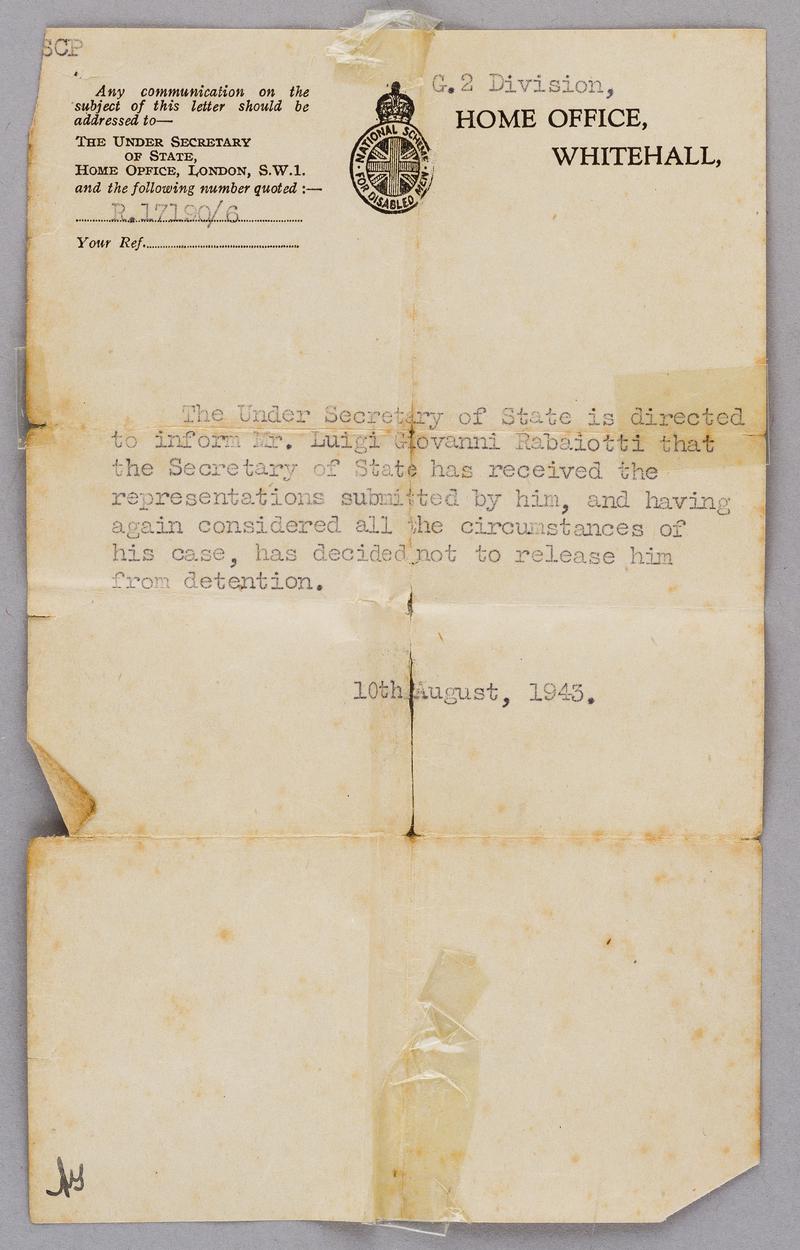 SCP
Any communication on the
subject of this letter should be
addressed to—
THE UNDER SECRETARY
OF STATE,
HOME OFFICE, LONDON, S.W.1.
and the following number quoted :—
R.17190/6
Your Ref.
NATIONAL SCHEME
FOR DISABLED MEN
G.2 Division,
HOME OFFICE,
WHITEHALL,
The Under Secretary of State is directed
to inform Mr. Luigi Giovanni Rabaiotti that
the Secretary of State has received the
representations submitted by him, and having
again considered all the circumstances of
his case, has decided not to release him
from detention.
10th August, 1943.